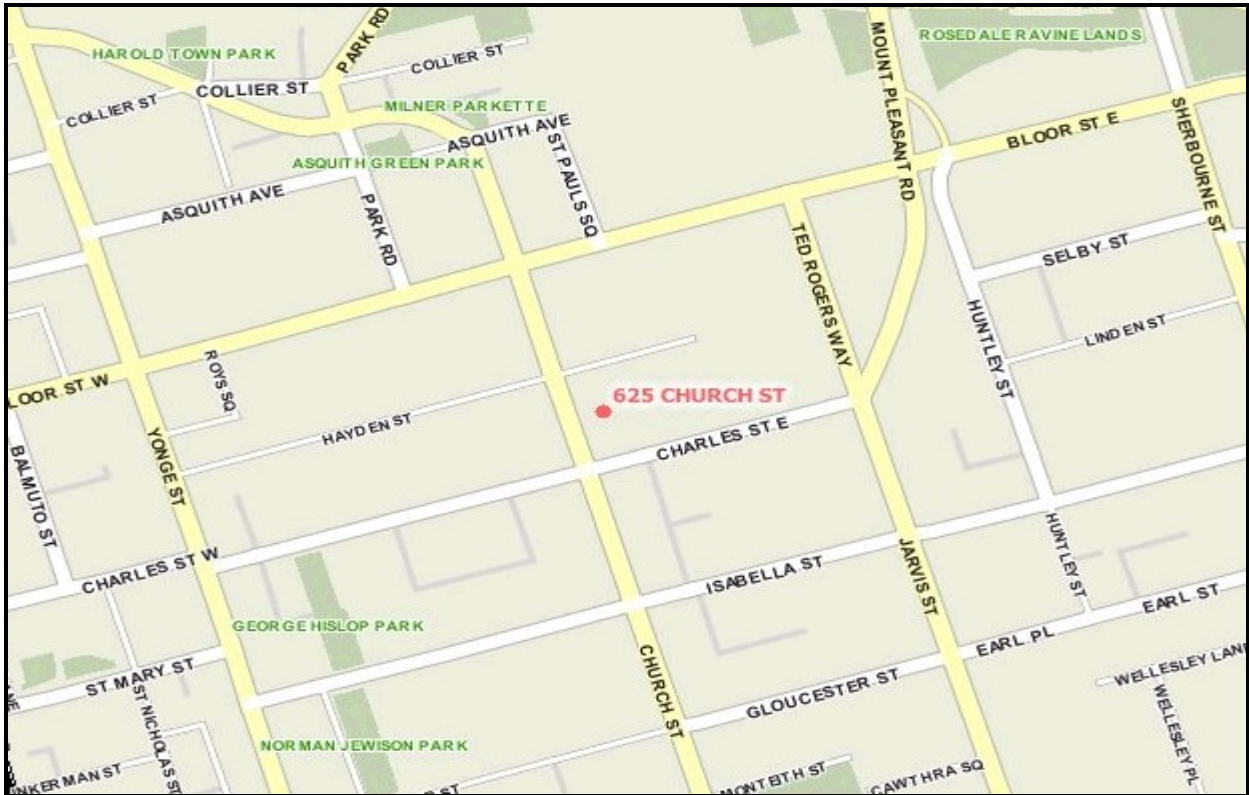 PARK RD
ROSEDALE RAVINE LANDS
HAROLD TOWN PARK
COLLIER ST
COLLIER ST
COLLIER ST
MOUNT PLEASANT RD
MILNER PARKETTE
BLOOR ST E
SHERBOURNE ST
ASQUITH AVE
ST PAULS SQ
ASQUITH GREEN PARK
ASQUITH AVE
PARK RD
TED ROGERS WAY
SELBY ST
HUNTLEY ST
LINDEN ST
ROYS SQ
LOOR ST W
625 CHURCH ST
HAYDEN ST
CHARLES ST E
YONGE ST
BALMUTO ST
CHARLES ST W
HUNTLEY ST
JARVIS ST
ISABELLA ST
EARL ST
GEORGE HISLOP PARK
EARL PL
CHURCH ST
ST MARY ST
WELLESLEY LANE
GLOUCESTER ST
ST NICHOLAS ST
WELLESLEY PL
NORMAN JEWISON PARK
NKERMAN ST
MONTEITH ST
CAWTHRA SQ